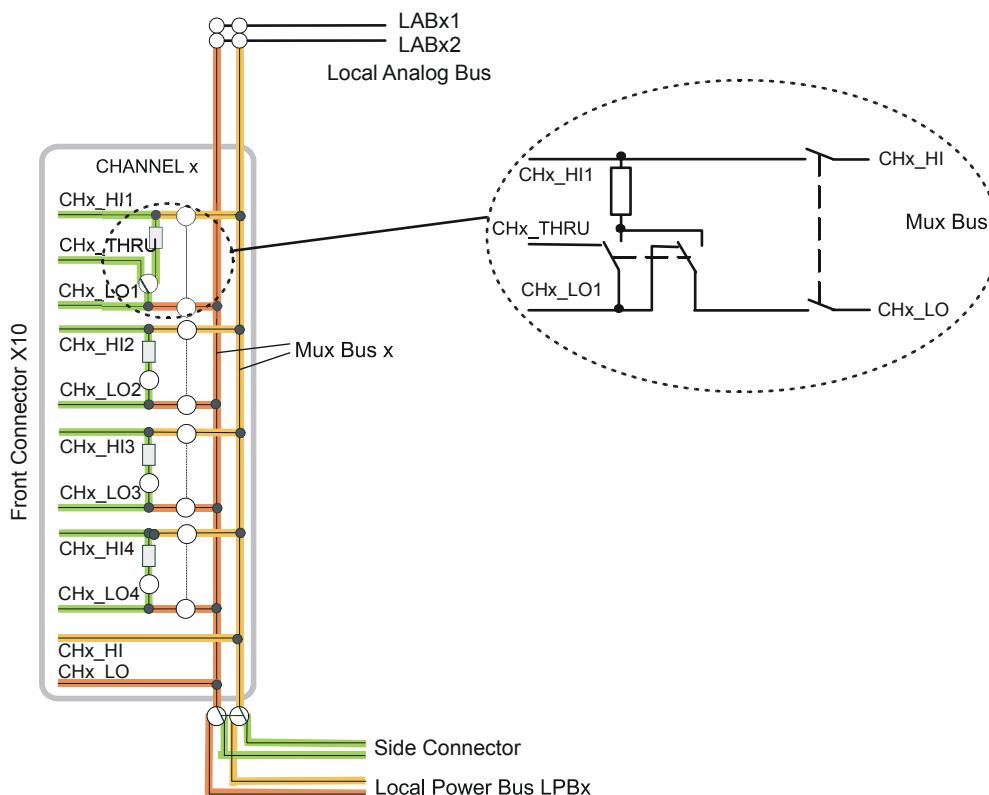 LABx1
LABx2
Local Analog Bus
CHANNEL x
CHx_HI1
CHx_THRU
CHx_LO1
CHx_HI2
CHx_LO2
CHx_HI3
CHx_LO3
CHx_HI4
CHx_LO4
CHx_HI
CHx_LO
Front Connector X10
Mux Bus x
CHx_HI1
CHx_THRU
CHx_LO1
CHx_HI
Mux Bus
CHx_LO
Side Connector
Local Power Bus LPBx